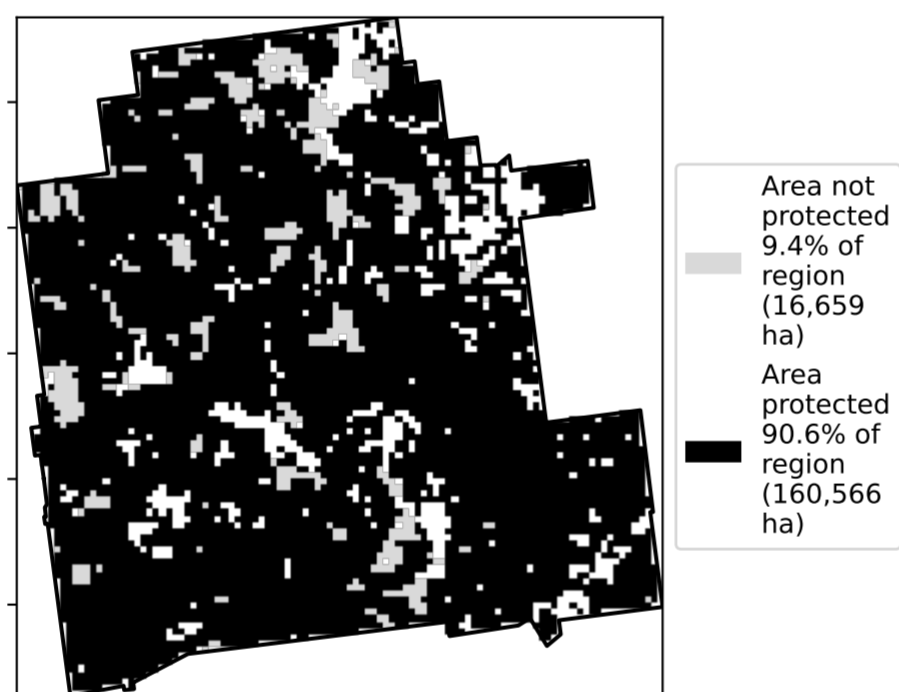 Area not
protected
9.4% of
region
(16,659
ha)
Area
protected
90.6% of
region
(160,566
ha)